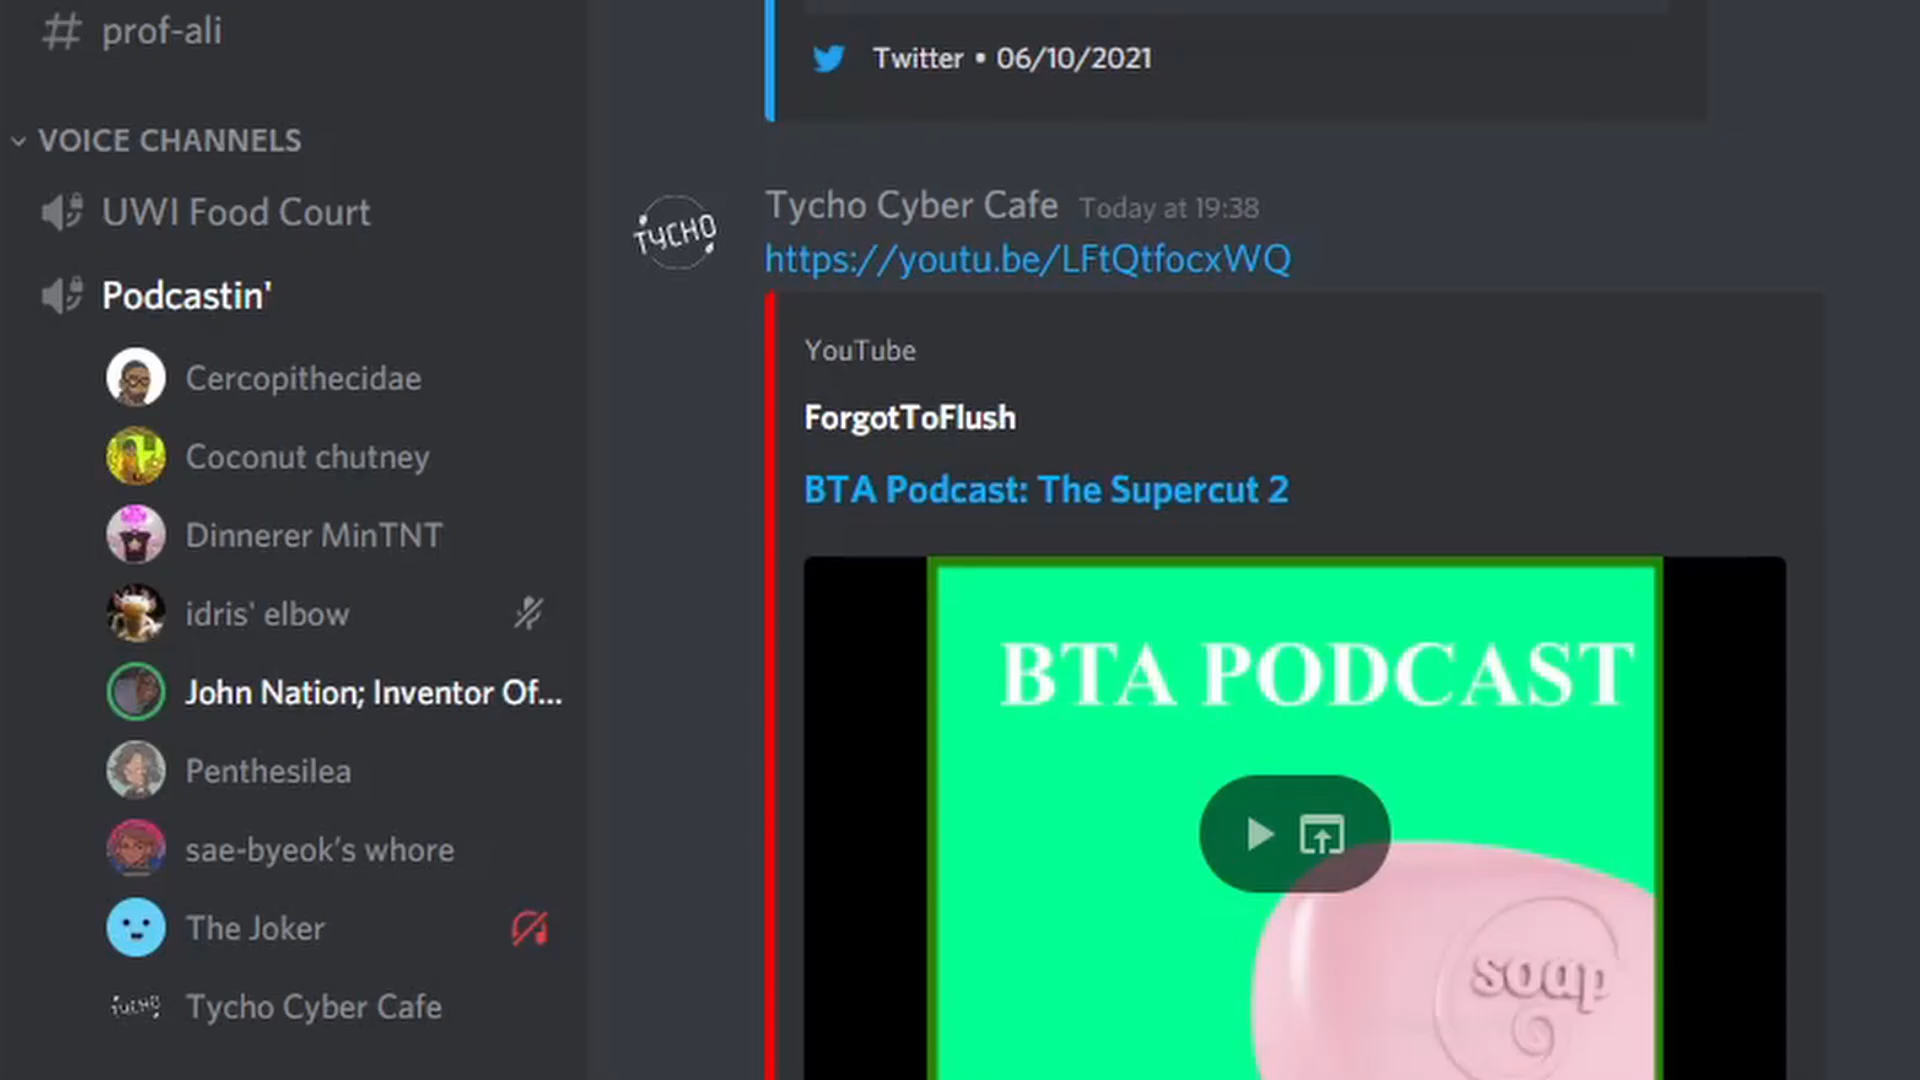 prof-ali
VOICE CHANNELS
UWI Food Court
Podcastin'
Cercopithecidae
Coconut chutney
Dinnerer MinTNT
idris' elbow
John Nation; Inventor Of...
Penthesilea
sae-byeok’s whore
The Joker
TYCHO
Tycho Cyber Cafe
Twitter • 06/10/2021
TYCHO
Tycho Cyber Cafe Today at 19:38
https://youtu.be/LFtQtfocxWQ
YouTube
ForgotToFlush
BTA Podcast: The Supercut 2
BTA PODCAST
soap